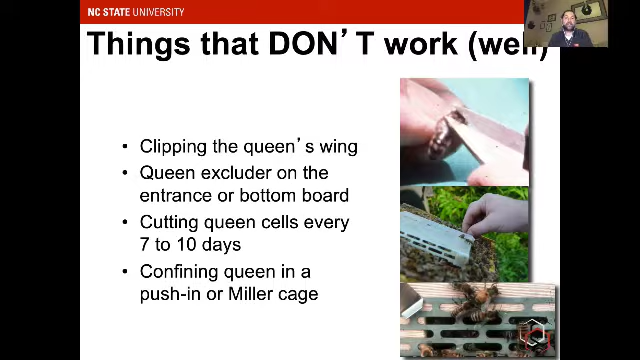 NC STATE UNIVERSITY
Things that DON'T work (well)
• Clipping the queen's wing
• Queen excluder on the
entrance or bottom board
• Cutting queen cells every
7 to 10 days
• Confining queen in a
push-in or Miller cage